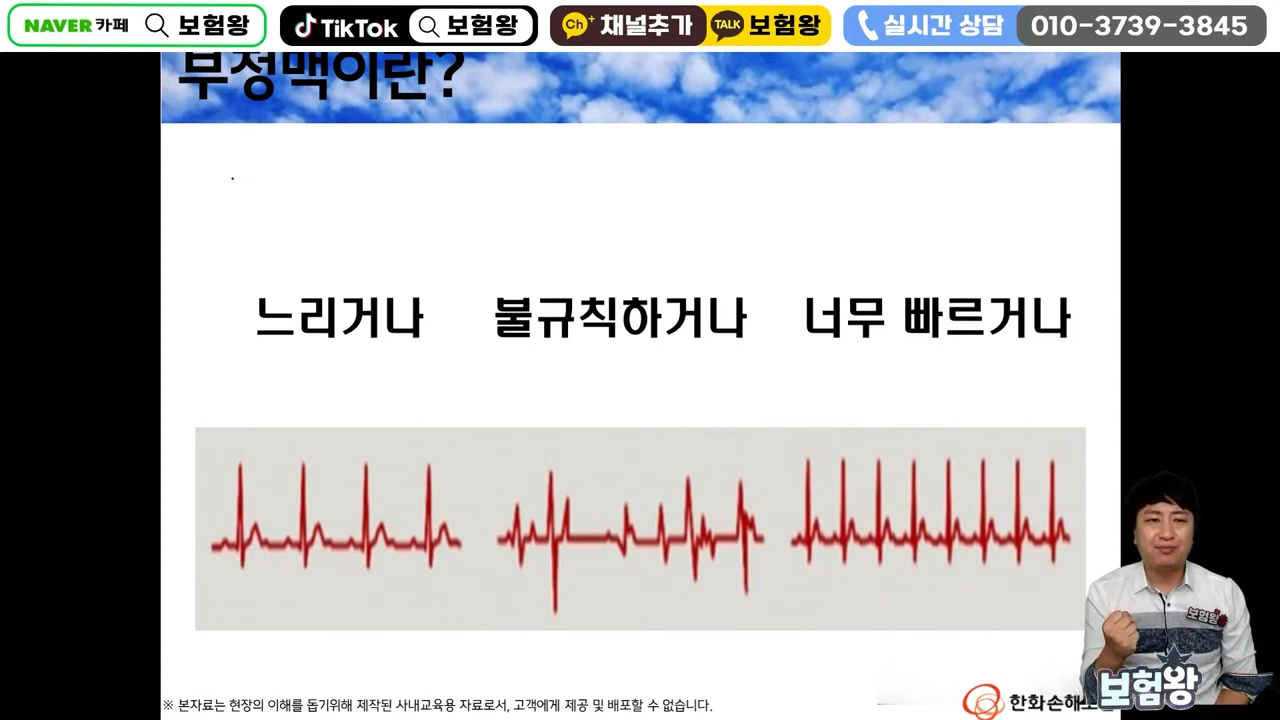 NAVER 카페 보험왕
TikTok 보험왕
Ch+ 채널추가 TALK 보험왕
실시간 상담 010-3739-3845
부정맥이란?
느리거나 불규칙하거나 너무 빠르거나
보험왕
보험왕
※ 본자료는 현장의 이해를 돕기위해 제작된 사내교육용 자료로서, 고객에게 제공 및 배포할 수 없습니다.
한화손해보